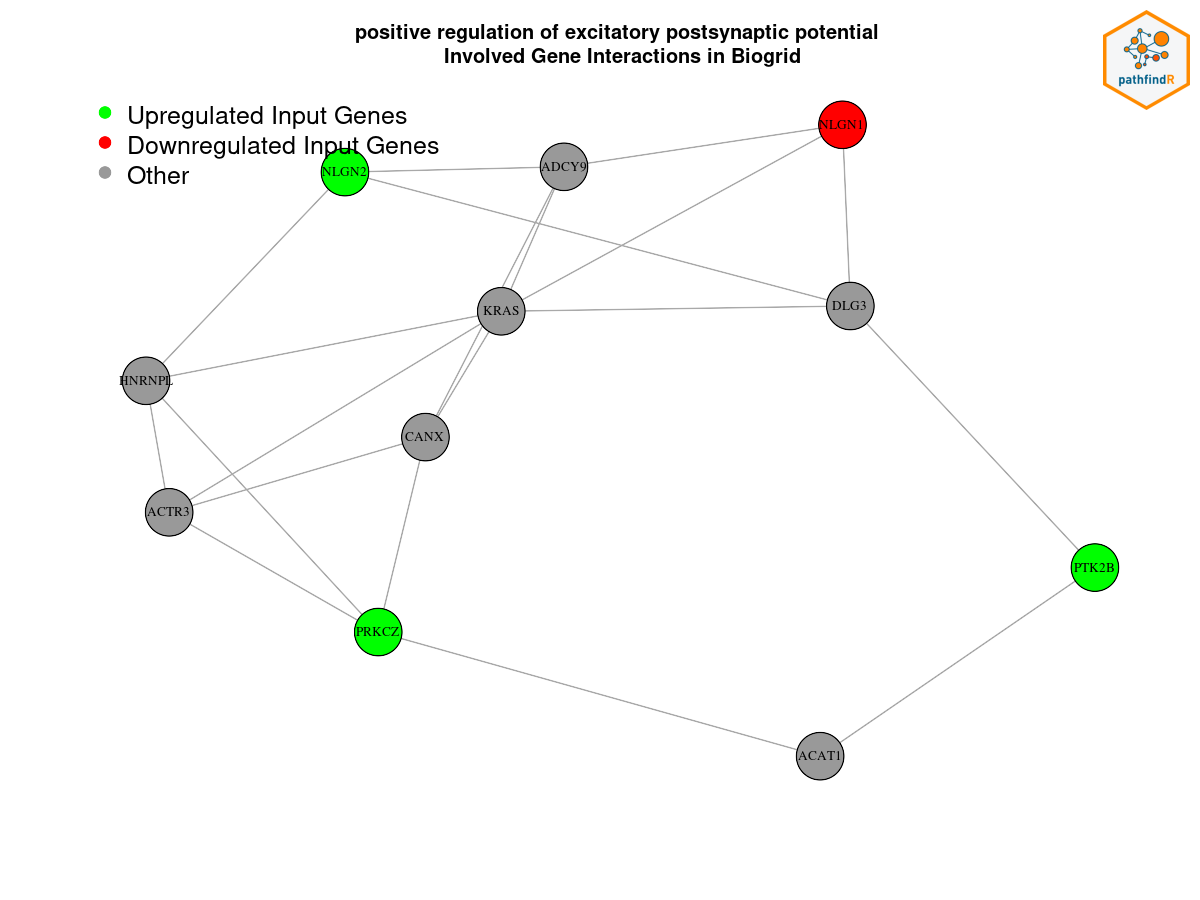 positive regulation of excitatory postsynaptic potential
Involved Gene Interactions in Biogrid
pathfindR
Upregulated Input Genes
Downregulated Input Genes
Other
NLGN1
NLGN2
ADCY9
KRAS
DLG3
HNRNPL
CANX
ACTR3
PTK2B
PRKCZ
ACAT1